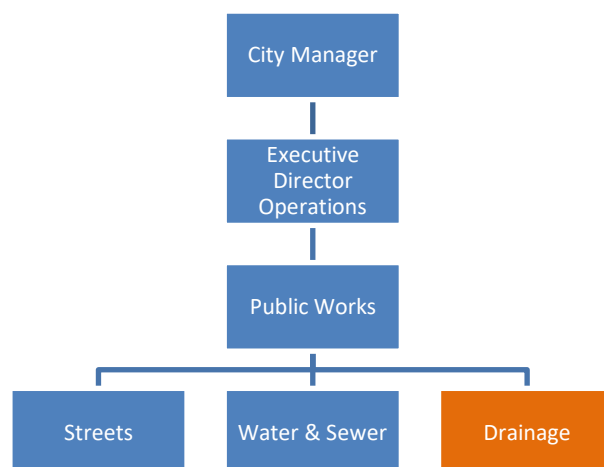 City Manager
Executive
Director
Operations
Public Works
Streets
Water & Sewer
Drainage